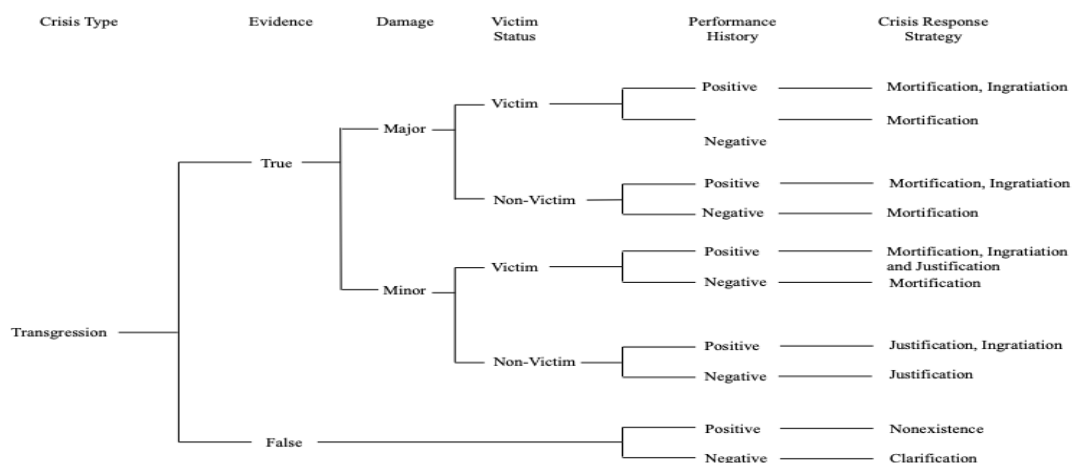 Crisis Type Evidence Damage Victim Performance Crisis Response
Status History Strategy
Positive Mortification, Ingratiation
Victim
Mortification
Major
Negative
True
Positive Mortification, Ingratiation
Non-Victim
Negative Mortification
Positive Mortification, Ingratiation
Victim and Justification
Negative Mortification
Minor
Transgression
Positive Justification, Ingratiation
Non-Victim
Negative Justification
Positive Nonexistence
False
Negative Clarification